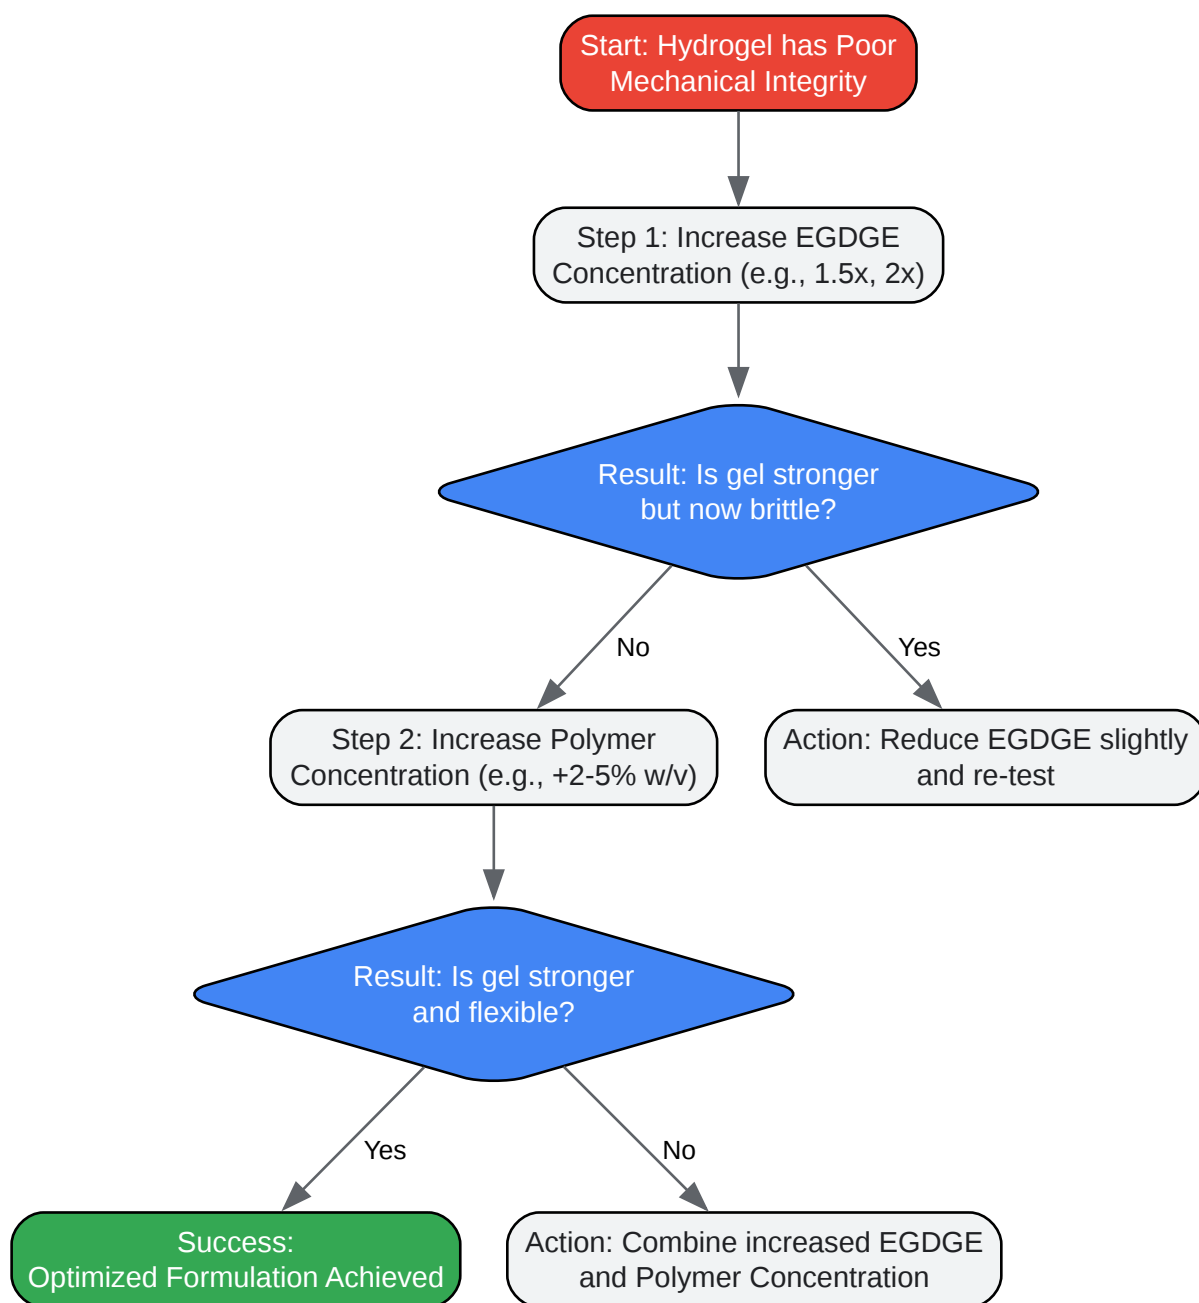 Start: Hydrogel has Poor
Mechanical Integrity
Step 1: Increase EGDGE
Concentration (e.g., 1.5x, 2x)
Result: Is gel stronger
but now brittle?
No
Yes
Step 2: Increase Polymer
Concentration (e.g., +2-5% w/v)
Action: Reduce EGDGE slightly
and re-test
Result: Is gel stronger
and flexible?
Yes
No
Success:
Optimized Formulation Achieved
Action: Combine increased EGDGE
and Polymer Concentration